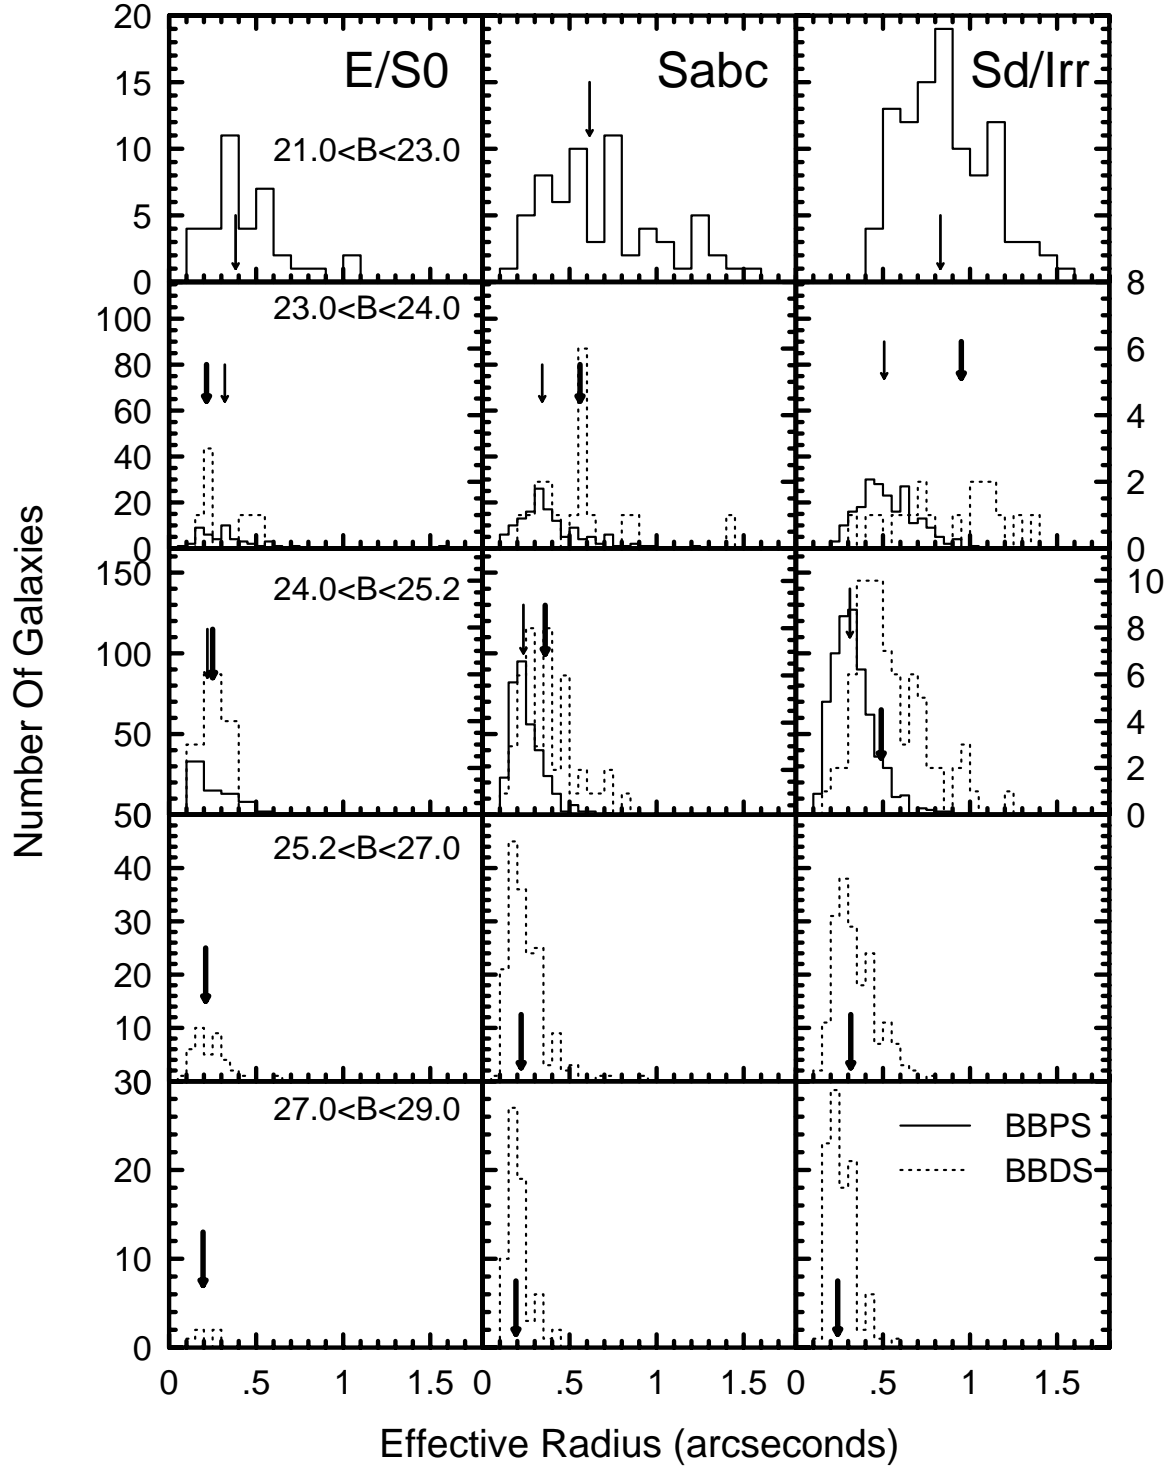 20
E/S0
Sabc
Sd/Irr
15
21.0<B<23.0
10
5
0
8
23.0<B<24.0
100
6
80
60
4
40
2
20
0
0
150
24.0<B<25.2
10
100
8
6
50
4
2
50
0
25.2<B<27.0
40
30
20
10
30
27.0<B<29.0
BBPS
20
BBDS
10
0
0 .5 1 1.5 0 .5 1 1.5 0 .5 1 1.5
Effective Radius (arcseconds)
Number Of Galaxies